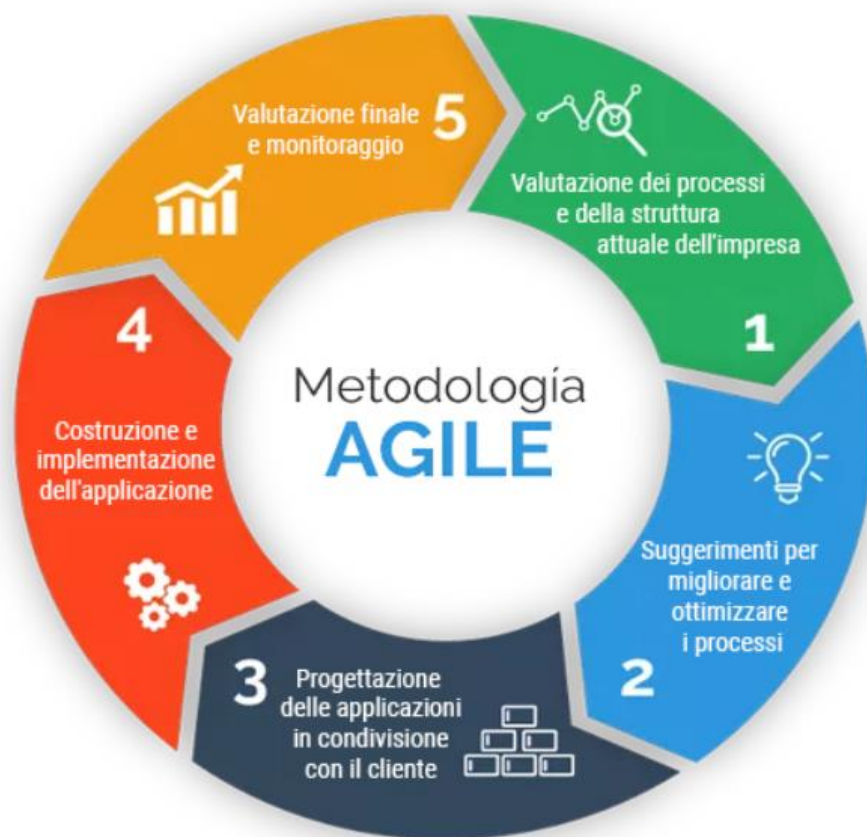 Metodología
AGILE
Valutazione dei processi
e della struttura
attuale dell'impresa
1
Suggerimenti per
migliorare e
ottimizzare
i processi
2
3
Progettazione
delle applicazioni
in condivisione
con il cliente
4
Costruzione e
implementazione
dell'applicazione
Valutazione finale
e monitoraggio
5